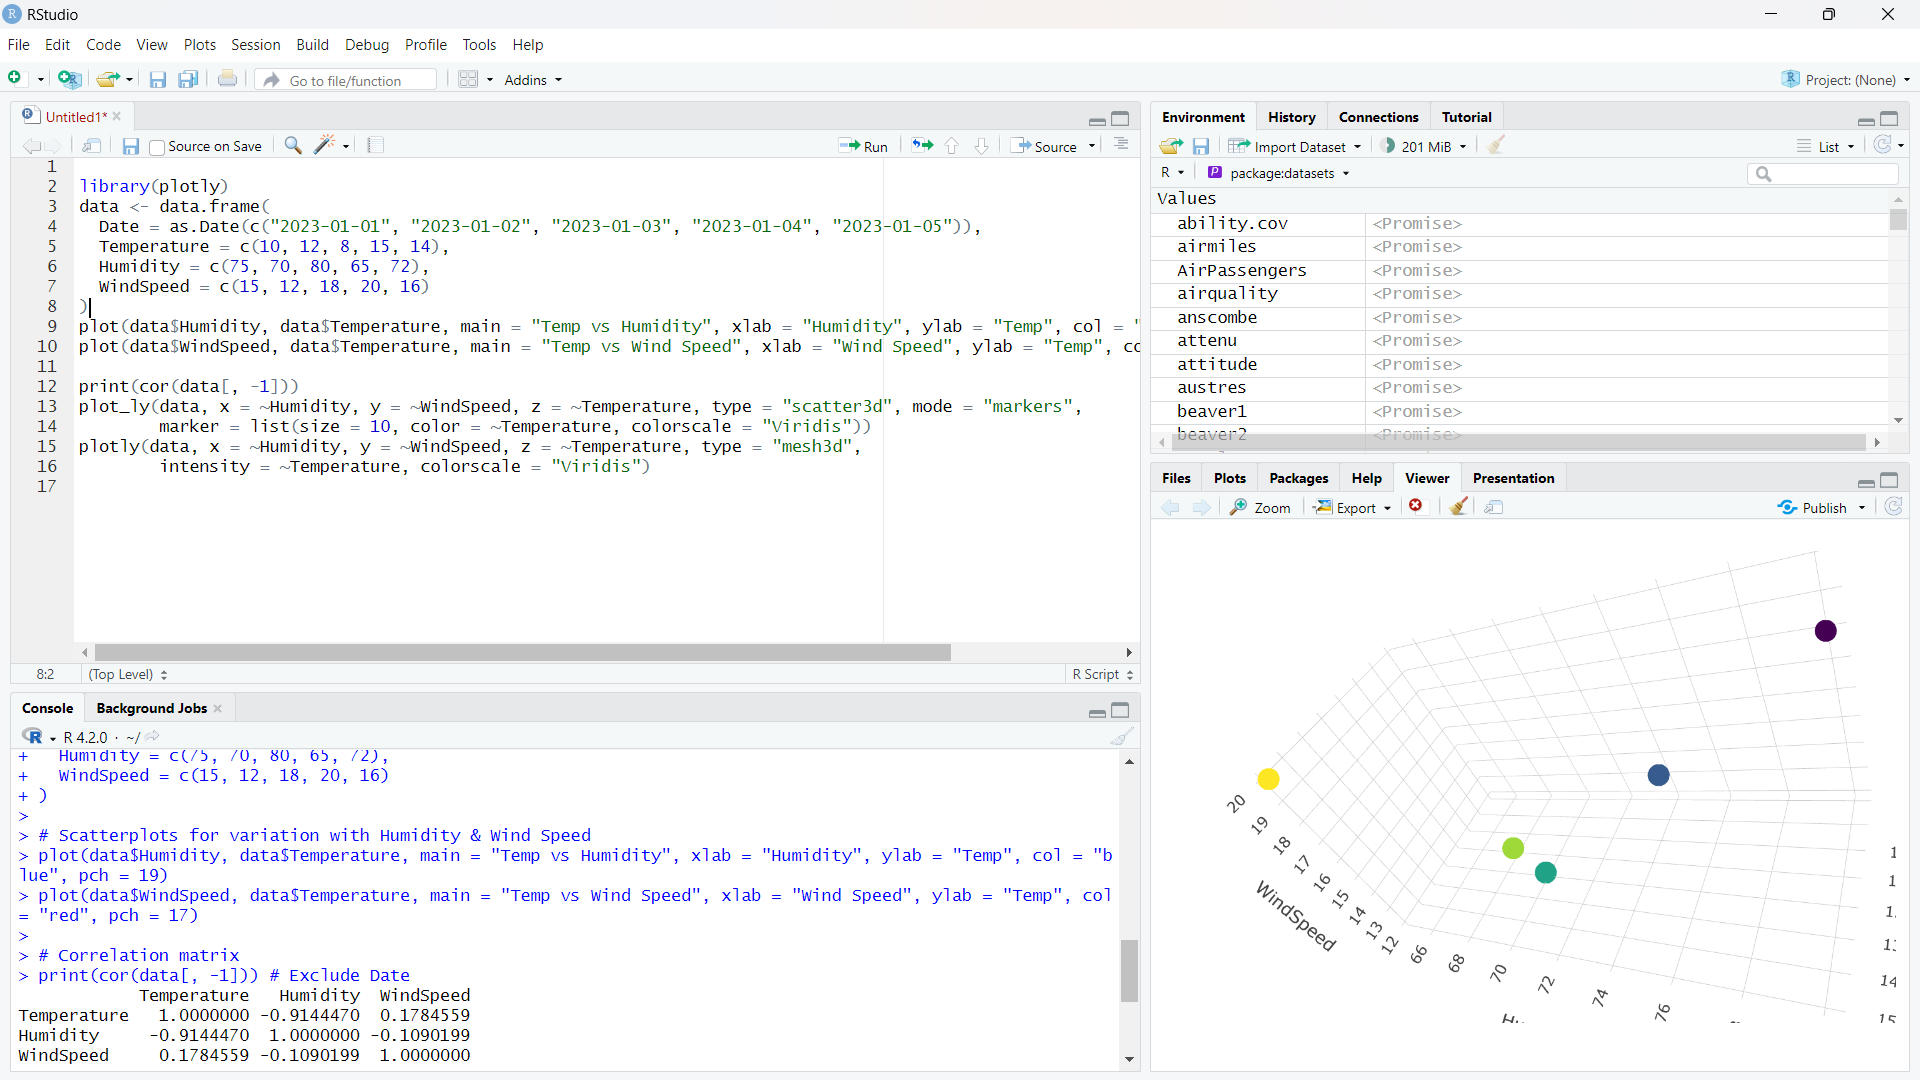 RStudio
File Edit Code View Plots Session Build Debug Profile Tools Help
Go to file/function Addins Project: (None)
Untitled1*
Source on Save Run Source
1
2 library(plotly)
3 data <- data.frame(
4 Date = as.Date(c("2023-01-01", "2023-01-02", "2023-01-03", "2023-01-04", "2023-01-05")),
5 Temperature = c(10, 12, 8, 15, 14),
6 Humidity = c(75, 70, 80, 65, 72),
7 WindSpeed = c(15, 12, 18, 20, 16)
8 )
9 plot(data$Humidity, data$Temperature, main = "Temp vs Humidity", xlab = "Humidity", ylab = "Temp", col = "
10 plot(data$WindSpeed, data$Temperature, main = "Temp vs Wind Speed", xlab = "Wind Speed", ylab = "Temp", co
11
12 print(cor(data[, -1]))
13 plot_ly(data, x = ~Humidity, y = ~WindSpeed, z = ~Temperature, type = "scatter3d", mode = "markers",
14 marker = list(size = 10, color = ~Temperature, colorscale = "Viridis"))
15 plotly(data, x = ~Humidity, y = ~WindSpeed, z = ~Temperature, type = "mesh3d",
16 intensity = ~Temperature, colorscale = "Viridis")
17
8:2 (Top Level) R Script
Console Background Jobs
R 4.2.0 · ~/
+ Humidity = c(75, 70, 80, 65, 72),
+ WindSpeed = c(15, 12, 18, 20, 16)
+ )
>
> # Scatterplots for variation with Humidity & Wind Speed
> plot(data$Humidity, data$Temperature, main = "Temp vs Humidity", xlab = "Humidity", ylab = "Temp", col = "b
lue", pch = 19)
> plot(data$WindSpeed, data$Temperature, main = "Temp vs Wind Speed", xlab = "Wind Speed", ylab = "Temp", col
= "red", pch = 17)
>
> # Correlation matrix
> print(cor(data[, -1])) # Exclude Date
Temperature Humidity WindSpeed
Temperature 1.0000000 -0.9144470 0.1784559
Humidity -0.9144470 1.0000000 -0.1090199
WindSpeed 0.1784559 -0.1090199 1.0000000
Environment History Connections Tutorial
Import Dataset 201 MiB List
R package:datasets
Values
ability.cov <Promise>
airmiles <Promise>
AirPassengers <Promise>
airquality <Promise>
anscombe <Promise>
attenu <Promise>
attitude <Promise>
austres <Promise>
beaver1 <Promise>
beaver2 <Promise>
Files Plots Packages Help Viewer Presentation
Zoom Export Publish
20
19
18
17
16
15
14
13
12
WindSpeed
66
68
70
72
74
76
14
15